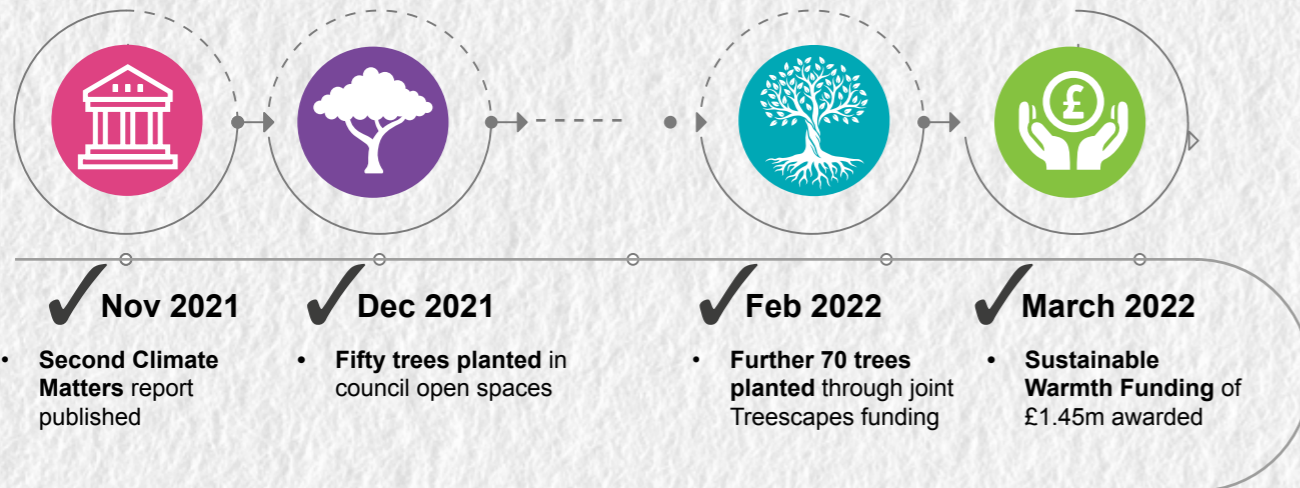 £
Nov 2021
• Second Climate
Matters report
published
Dec 2021
• Fifty trees planted in
council open spaces
Feb 2022
• Further 70 trees
planted through joint
Treescapes funding
March 2022
• Sustainable
Warmth Funding of
£1.45m awarded